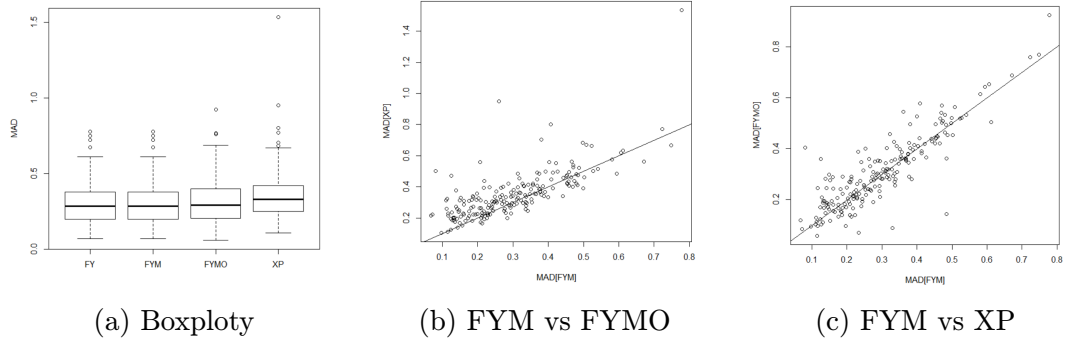 1.5
1.0
0.5
0.0
MAD
FY FYM FYMO XP
1.4
1.2
1.0
0.8
0.6
0.4
0.2
MAD[XP]
0.1 0.2 0.3 0.4 0.5 0.6 0.7 0.8
MAD[FYM]
0.8
0.6
0.4
0.2
MAD[FYMO]
0.1 0.2 0.3 0.4 0.5 0.6 0.7 0.8
MAD[FYM]
(a) Boxploty
(b) FYM vs FYMO
(c) FYM vs XP